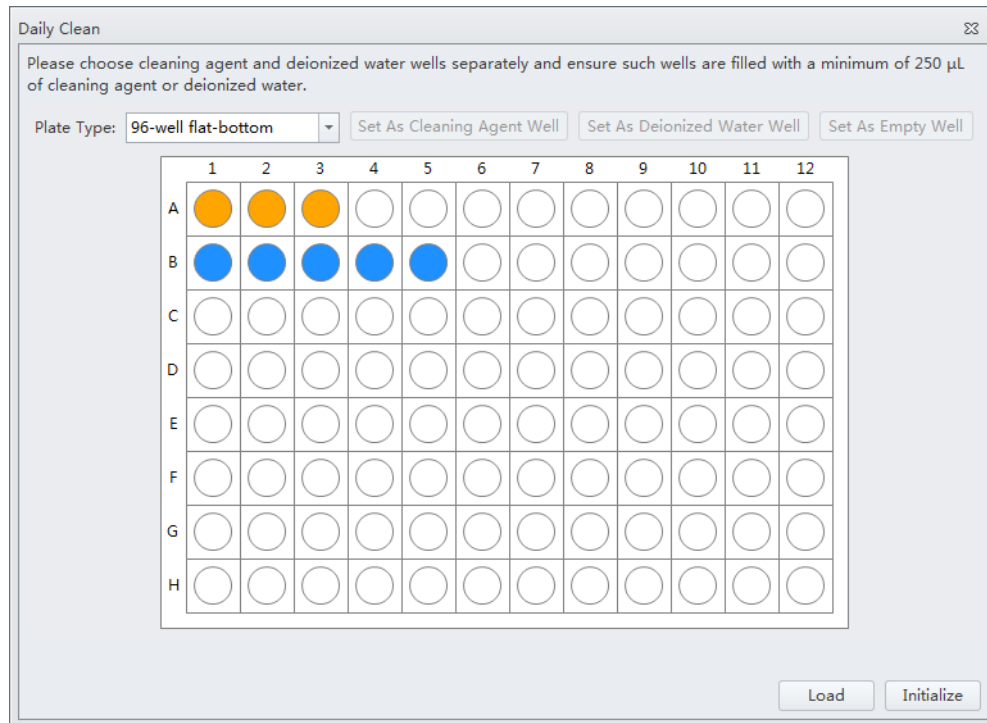 Daily Clean
Please choose cleaning agent and deionized water wells separately and ensure such wells are filled with a minimum of 250 μL
of cleaning agent or deionized water.
Plate Type: 96-well flat-bottom Set As Cleaning Agent Well Set As Deionized Water Well Set As Empty Well
1 2 3 4 5 6 7 8 9 10 11 12
A
B
C
D
E
F
G
H
Load Initialize